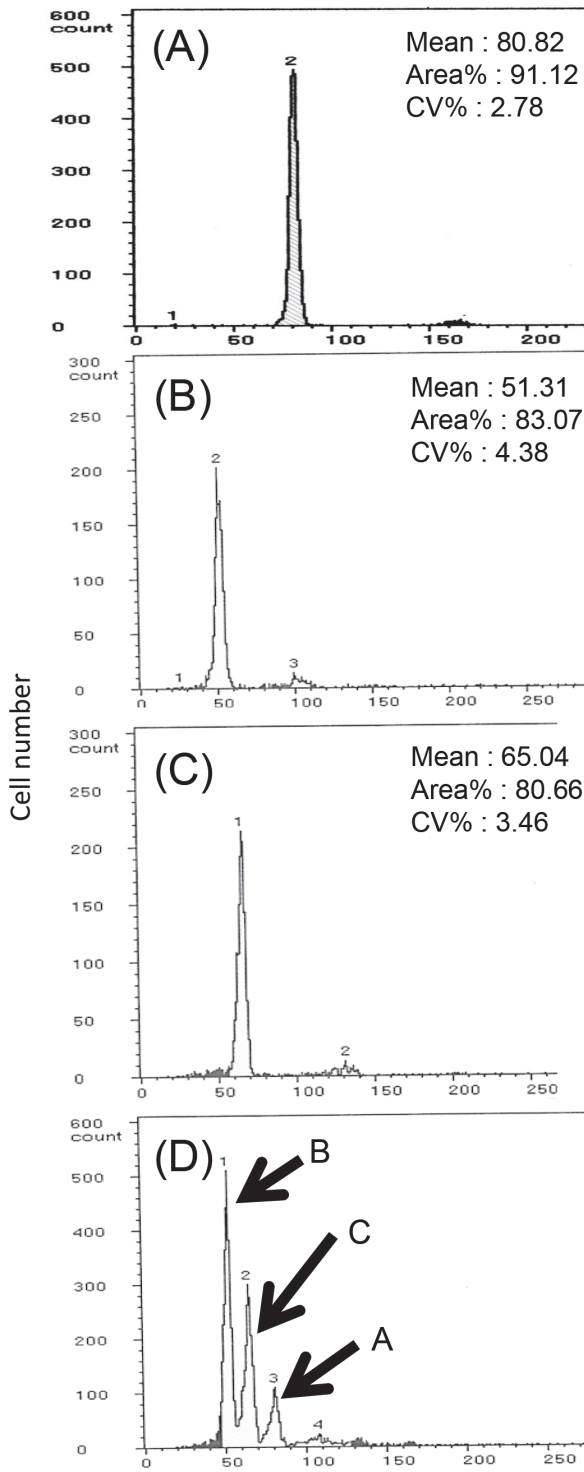 Cell number
600
count
500
400
300
200
100
0
(A)
Mean : 80.82
Area% : 91.12
CV% : 2.78
1
2
0
50
100
150
200
300
count
250
200
150
100
50
0
(B)
Mean : 51.31
Area% : 83.07
CV% : 4.38
1
2
3
0
50
100
150
200
250
300
count
250
200
150
100
50
0
(C)
Mean : 65.04
Area% : 80.66
CV% : 3.46
1
2
0
50
100
150
200
250
600
count
500
400
300
200
100
0
(D)
1
B
2
C
3
A
4
0
50
100
150
200
250